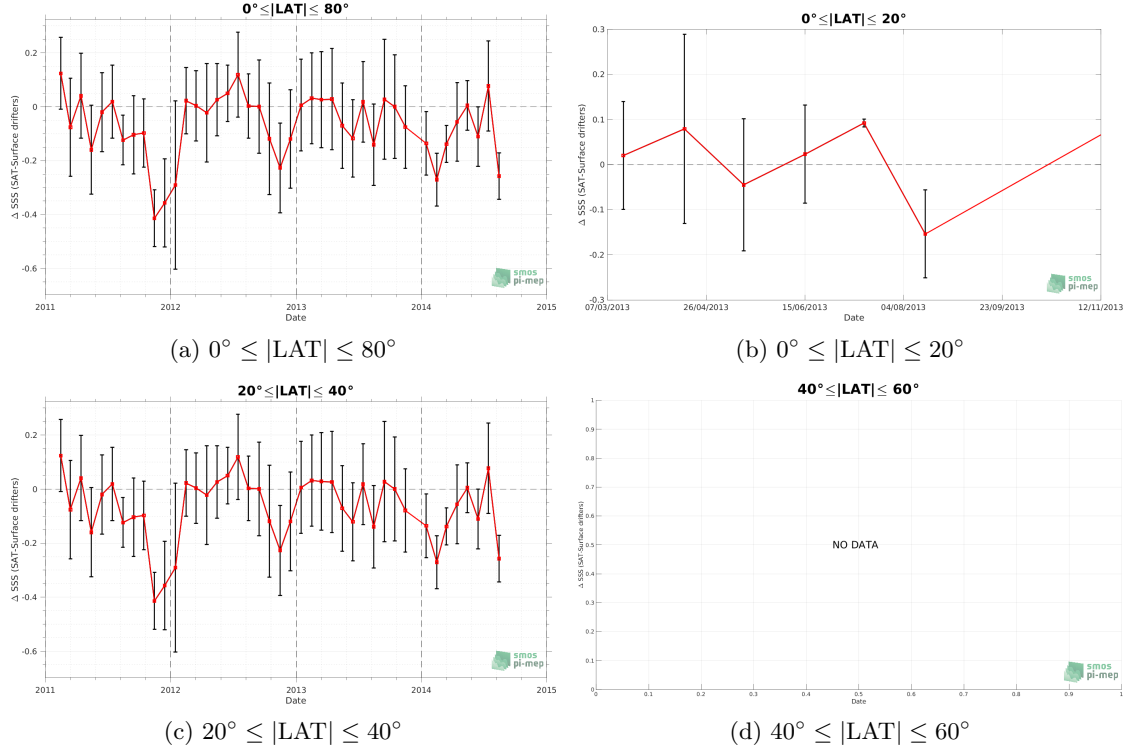 0°≤|LAT|≤ 80°
Δ SSS (SAT-Surface drifters)
0.2
0
-0.2
-0.4
-0.6
2011 2012 2013 2014 2015
Date
smos
pi-mep
(a) 0° ≤ |LAT| ≤ 80°
0°≤|LAT|≤ 20°
Δ SSS (SAT-Surface drifters)
0.3
0.2
0.1
0
-0.1
-0.2
-0.3
07/03/2013 26/04/2013 15/06/2013 04/08/2013 23/09/2013 12/11/2013
Date
smos
pi-mep
(b) 0° ≤ |LAT| ≤ 20°
20°≤|LAT|≤ 40°
Δ SSS (SAT-Surface drifters)
0.2
0
-0.2
-0.4
-0.6
2011 2012 2013 2014 2015
Date
smos
pi-mep
(c) 20° ≤ |LAT| ≤ 40°
40°≤|LAT|≤ 60°
Δ SSS (SAT-Surface drifters)
1
0.9
0.8
0.7
0.6
0.5
0.4
0.3
0.2
0.1
0
NO DATA
0 0.1 0.2 0.3 0.4 0.5 0.6 0.7 0.8 0.9 1
Date
smos
pi-mep
(d) 40° ≤ |LAT| ≤ 60°